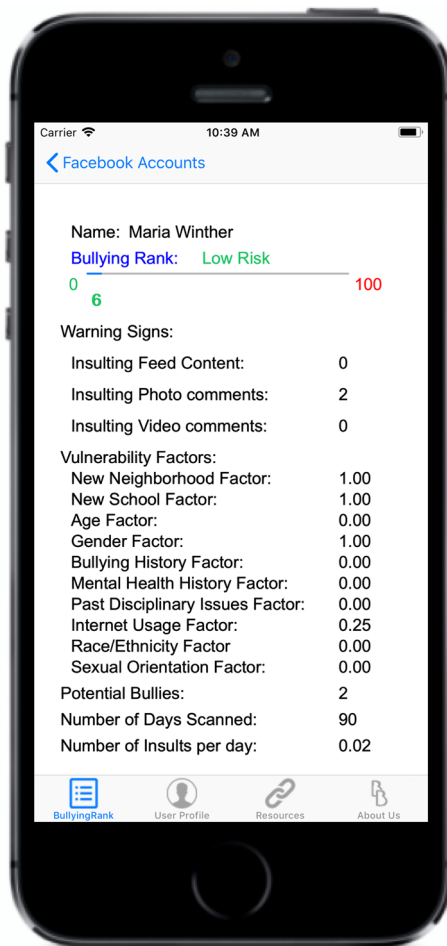 Carrier 10:39 AM
Facebook Accounts
Name: Maria Winther
Bullying Rank: Low Risk
0 100
6
Warning Signs:
Insulting Feed Content: 0
Insulting Photo comments: 2
Insulting Video comments: 0
Vulnerability Factors:
New Neighborhood Factor: 1.00
New School Factor: 1.00
Age Factor: 0.00
Gender Factor: 1.00
Bullying History Factor: 0.00
Mental Health History Factor: 0.00
Past Disciplinary Issues Factor: 0.00
Internet Usage Factor: 0.25
Race/Ethnicity Factor 0.00
Sexual Orientation Factor: 0.00
Potential Bullies: 2
Number of Days Scanned: 90
Number of Insults per day: 0.02
BullyingRank User Profile Resources About Us